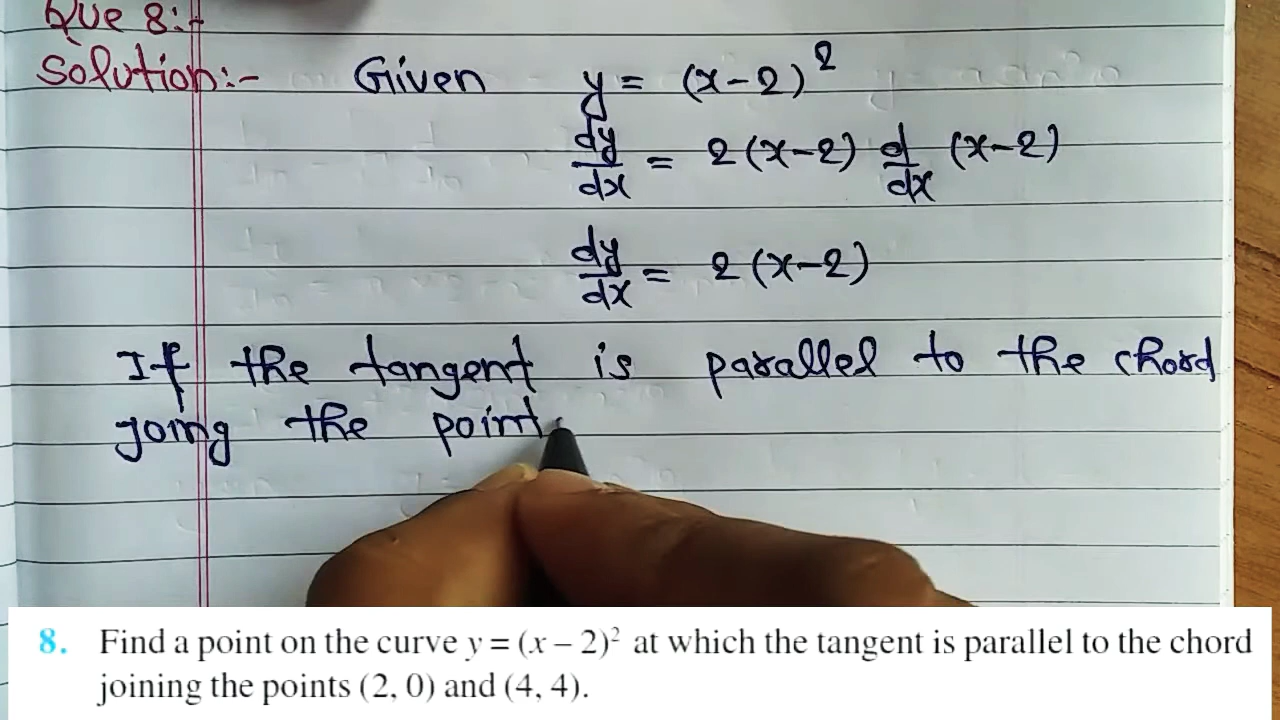 Que 8:-
Solution:- Given y = (x-2)²
dy/dx = 2(x-2) d/dx (x-2)
dy/dx = 2(x-2)
If the tangent is parallel to the chord
joing the point
8. Find a point on the curve y = (x – 2)² at which the tangent is parallel to the chord
joining the points (2, 0) and (4, 4).